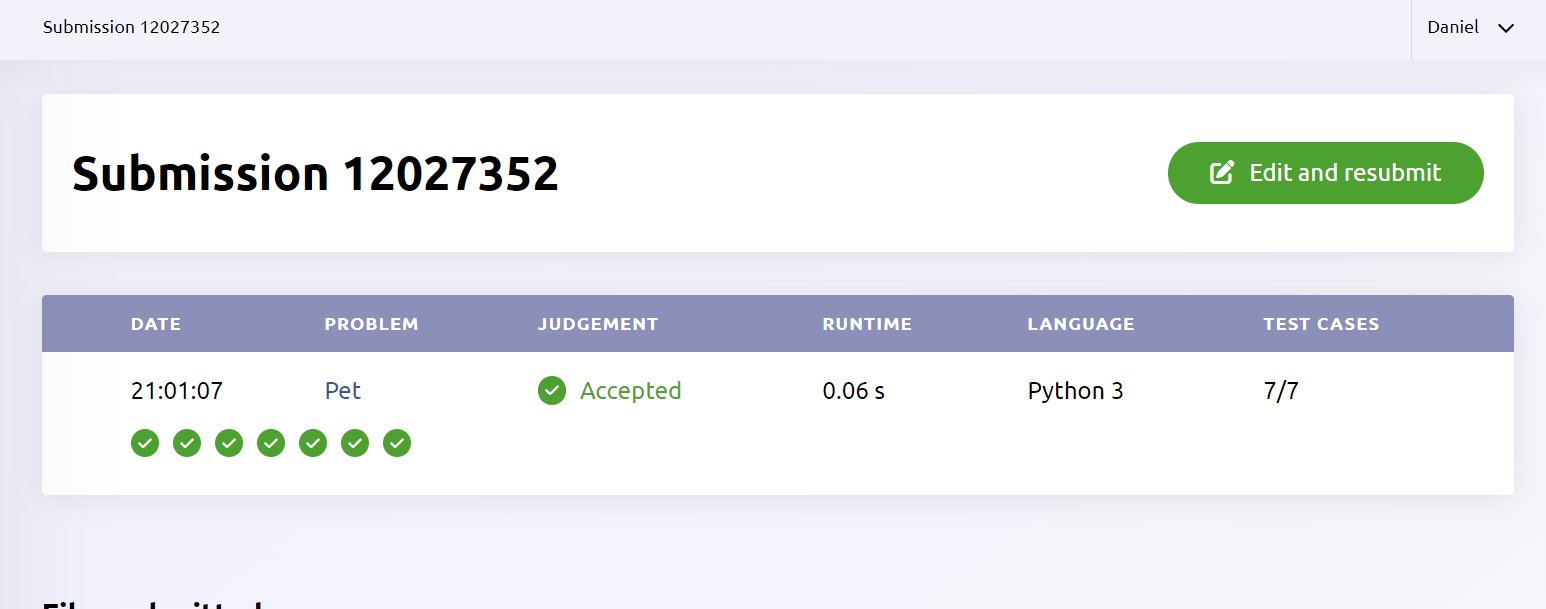 Submission 12027352
Daniel
Submission 12027352
Edit and resubmit
DATE PROBLEM JUDGEMENT RUNTIME LANGUAGE TEST CASES
21:01:07 Pet Accepted 0.06 s Python 3 7/7